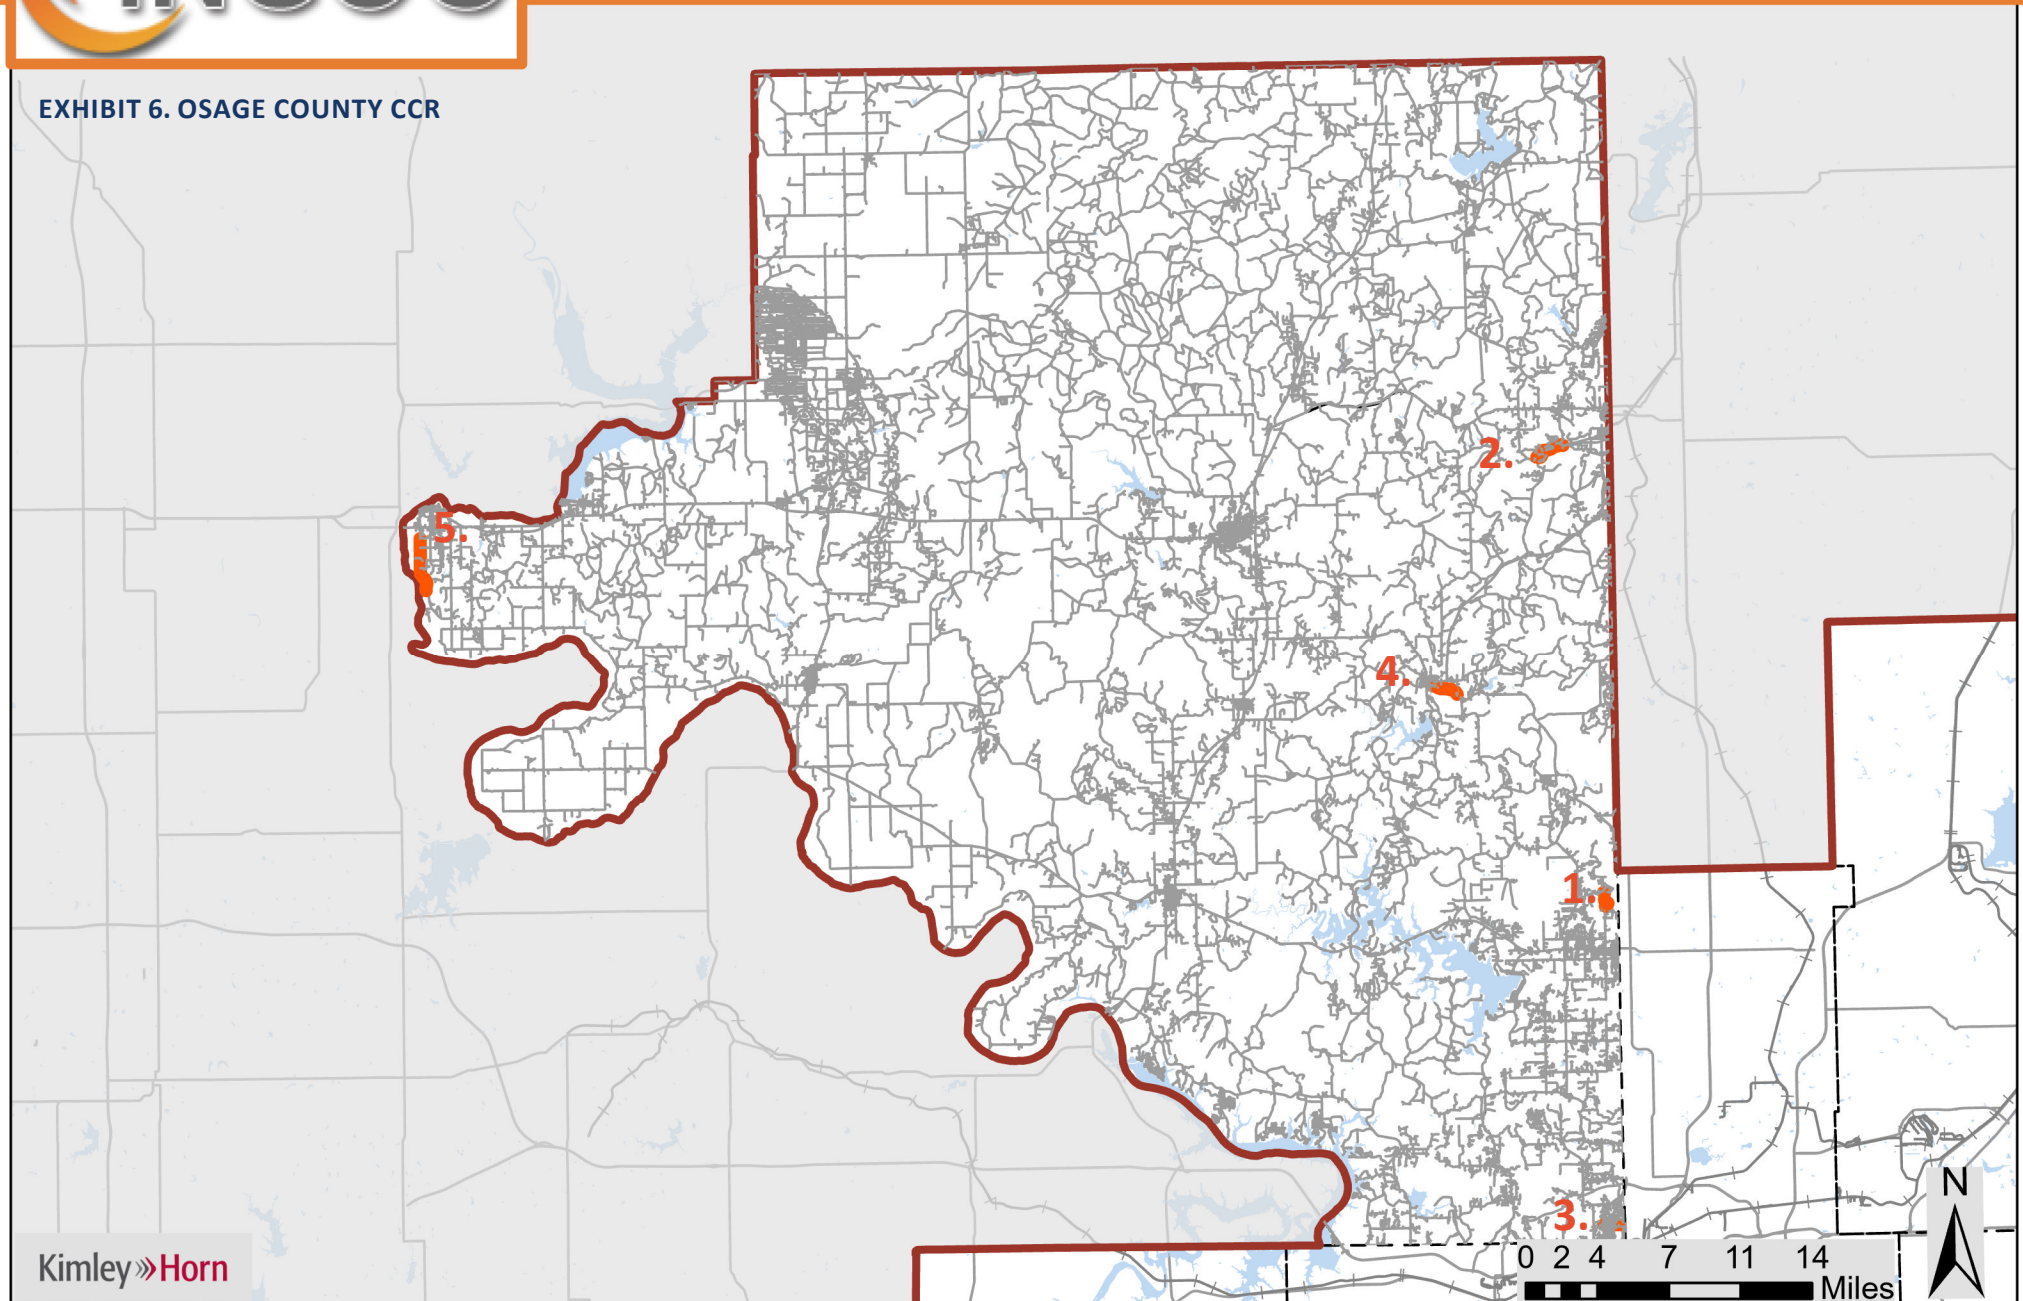 EXHIBIT 6. OSAGE COUNTY CCR
2.
5.
4.
1.
3.
N
0 2 4 7 11 14
Miles
Kimley»Horn